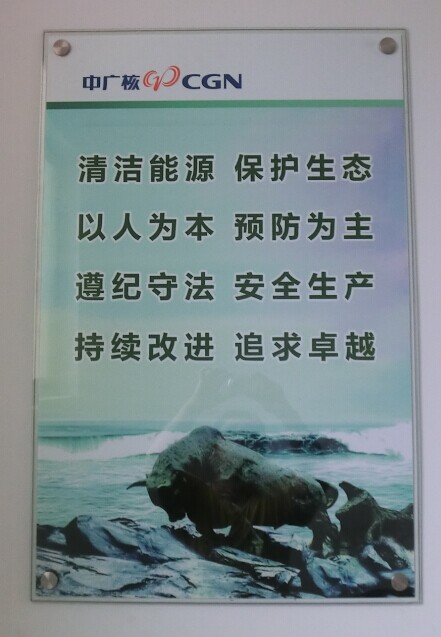 中广核 CGN
清洁能源 保护生态
以人为本 预防为主
遵纪守法 安全生产
持续改进 追求卓越